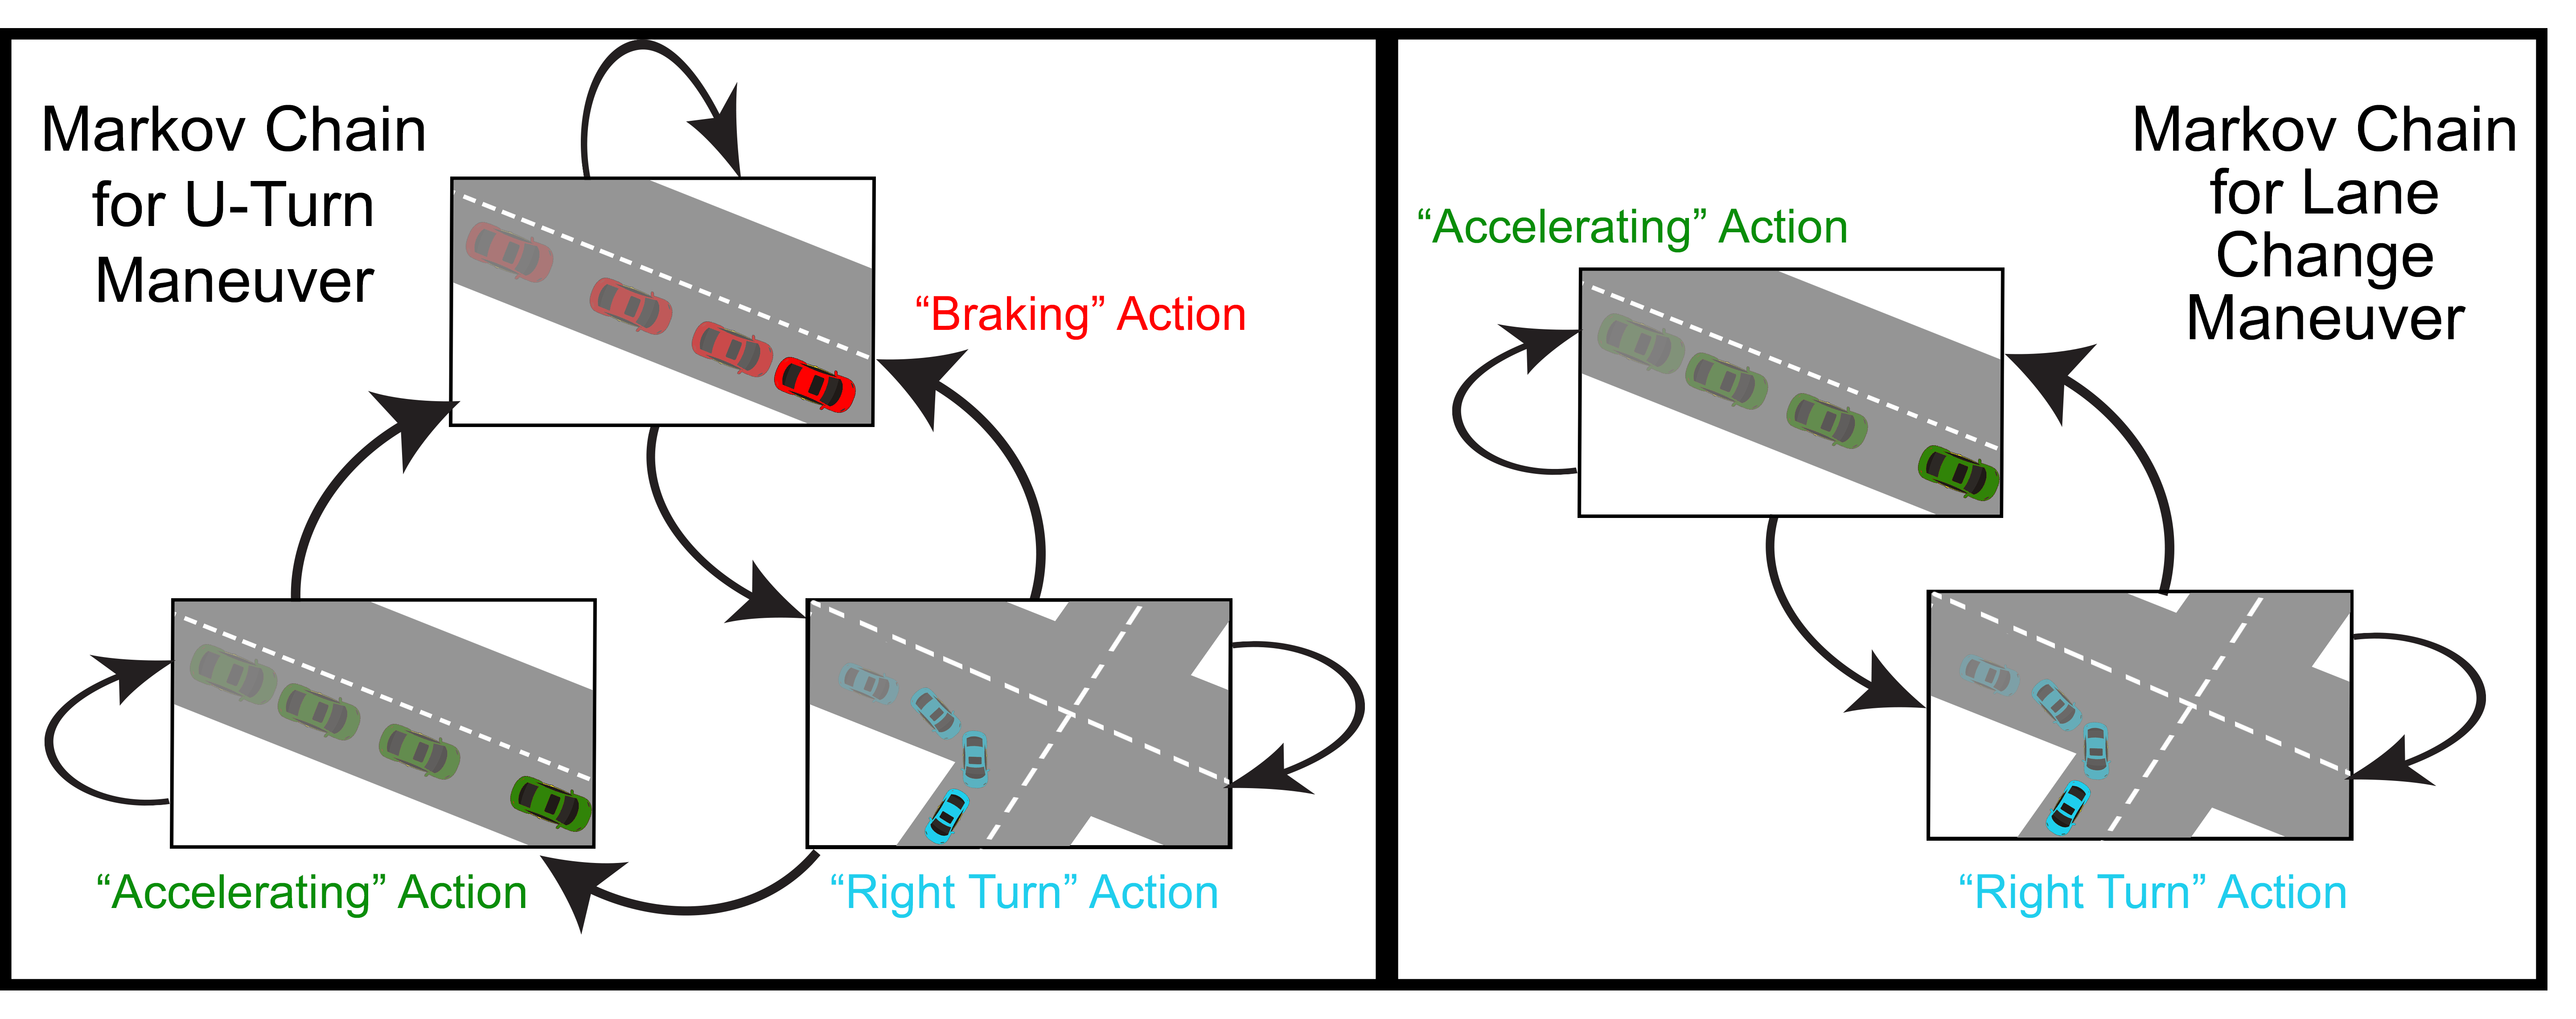 Markov Chain
for U-Turn
Maneuver
“Braking” Action
“Accelerating” Action
“Right Turn” Action
Markov Chain
for Lane
Change
Maneuver
“Accelerating” Action
“Right Turn” Action